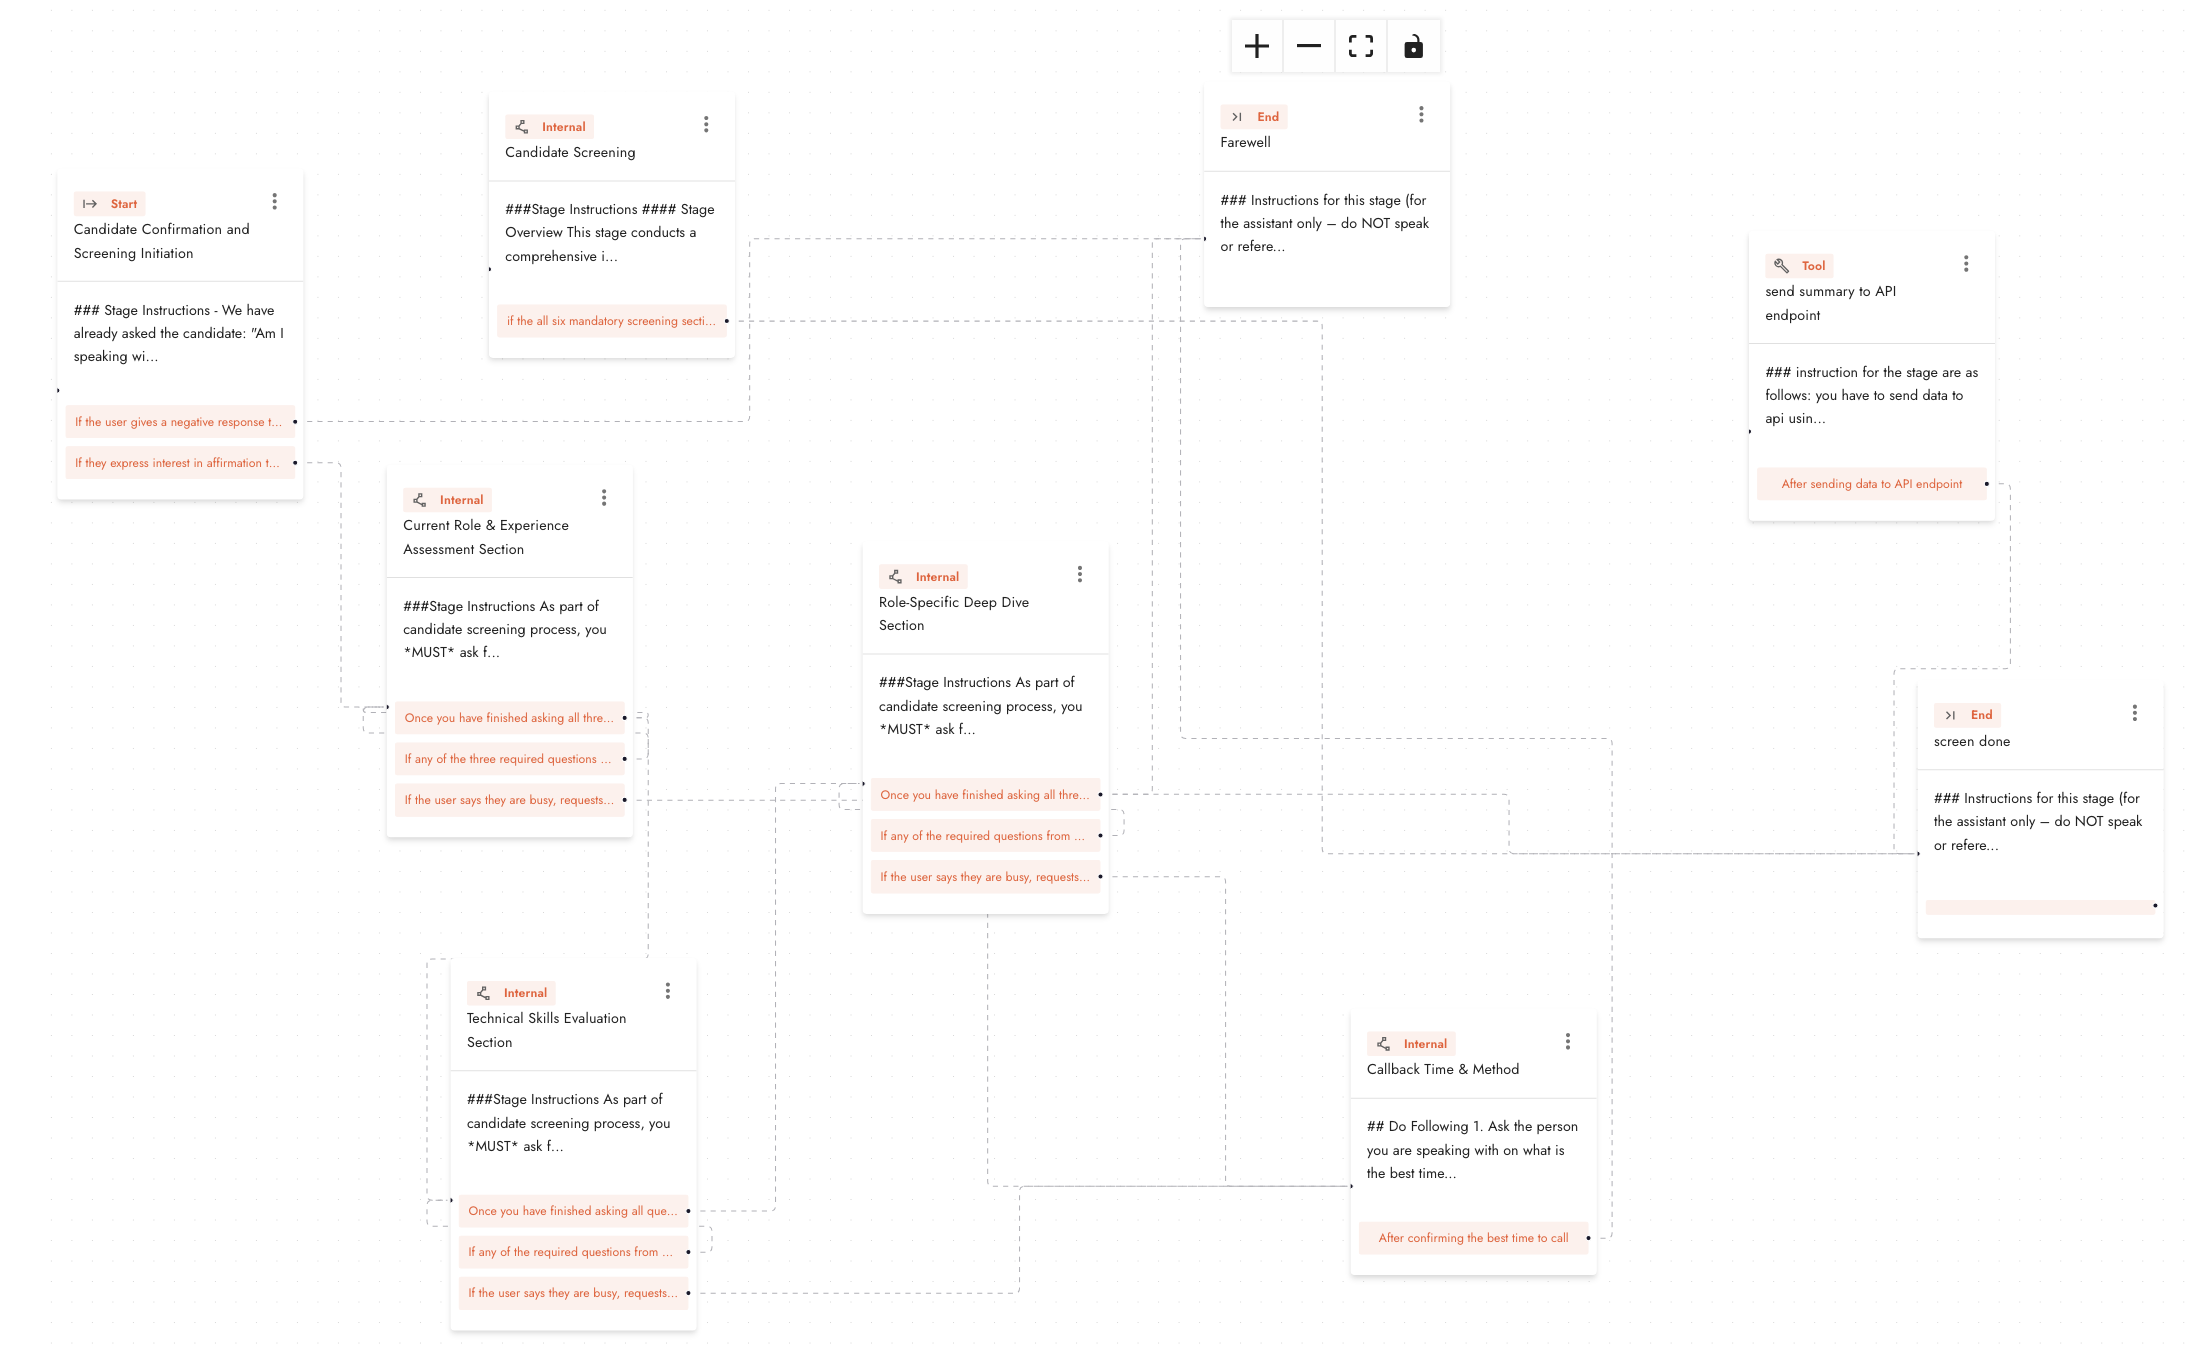 Start
Candidate Confirmation and
Screening Initiation
### Stage Instructions - We have
already asked the candidate: "Am I
speaking wi...
If the user gives a negative response t...
If they express interest in affirmation t...
Internal
Candidate Screening
###Stage Instructions #### Stage
Overview This stage conducts a
comprehensive i...
if the all six mandatory screening secti...
End
Farewell
### Instructions for this stage (for
the assistant only – do NOT speak
or refere...
Tool
send summary to API
endpoint
### instruction for the stage are as
follows: you have to send data to
api usin...
After sending data to API endpoint
Internal
Current Role & Experience
Assessment Section
###Stage Instructions As part of
candidate screening process, you
*MUST* ask f...
Once you have finished asking all thre...
If any of the three required questions ...
If the user says they are busy, requests...
Internal
Role-Specific Deep Dive
Section
###Stage Instructions As part of
candidate screening process, you
*MUST* ask f...
Once you have finished asking all thre...
If any of the required questions from ...
If the user says they are busy, requests...
End
screen done
### Instructions for this stage (for
the assistant only – do NOT speak
or refere...
Internal
Technical Skills Evaluation
Section
###Stage Instructions As part of
candidate screening process, you
*MUST* ask f...
Once you have finished asking all que...
If any of the required questions from ...
If the user says they are busy, requests...
Internal
Callback Time & Method
## Do Following 1. Ask the person
you are speaking with on what is
the best time...
After confirming the best time to call